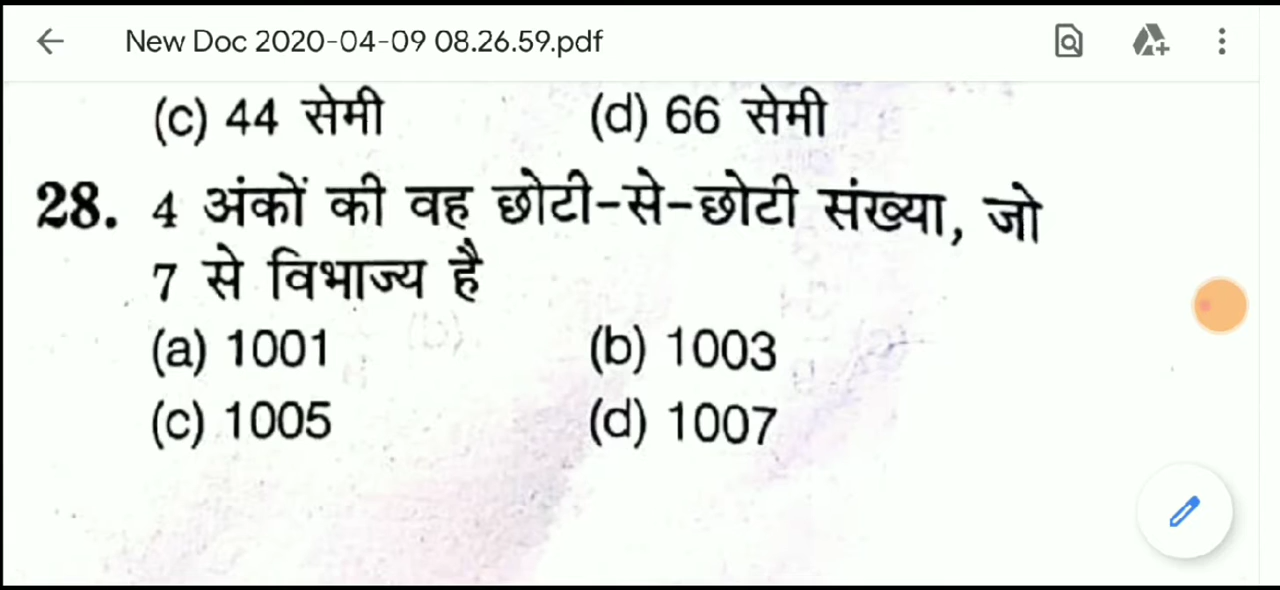 New Doc 2020-04-09 08.26.59.pdf
(c) 44 सेमी (d) 66 सेमी
28. 4 अंकों की वह छोटी-से-छोटी संख्या, जो
7 से विभाज्य है
(a) 1001 (b) 1003
(c) 1005 (d) 1007